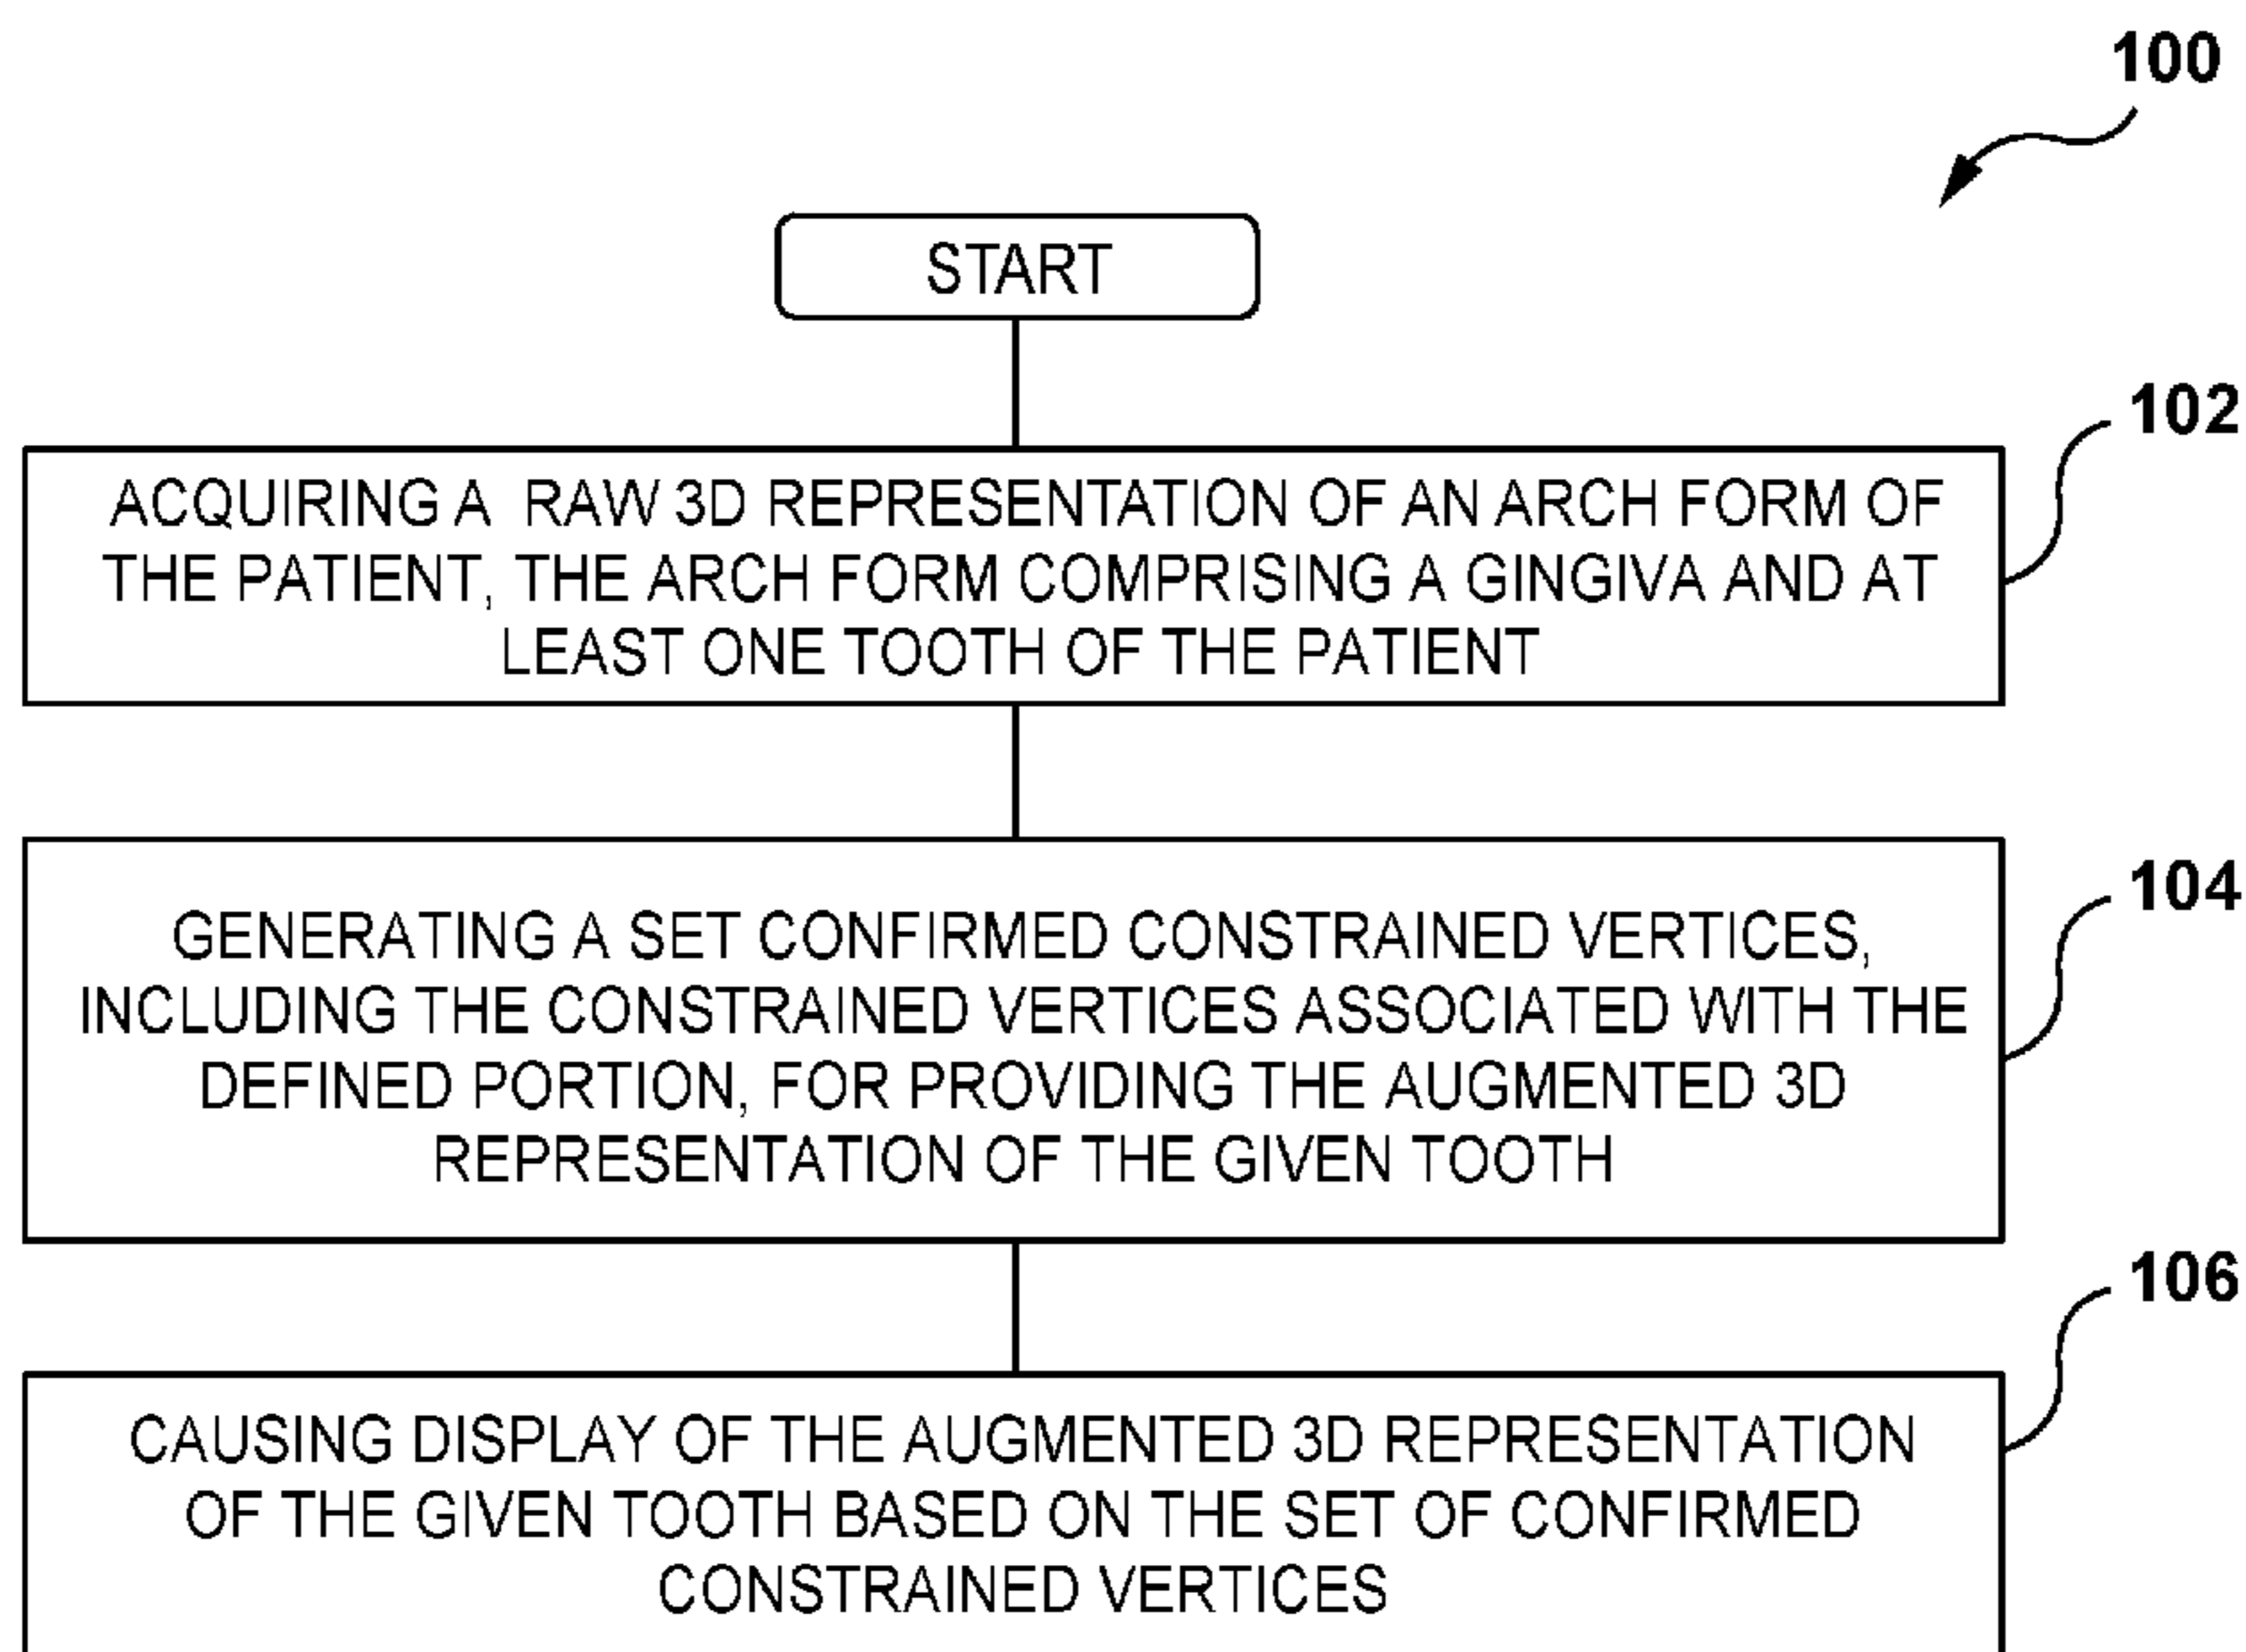 100
START
102
ACQUIRING A RAW 3D REPRESENTATION OF AN ARCH FORM OF
THE PATIENT, THE ARCH FORM COMPRISING A GINGIVA AND AT
LEAST ONE TOOTH OF THE PATIENT
104
GENERATING A SET CONFIRMED CONSTRAINED VERTICES,
INCLUDING THE CONSTRAINED VERTICES ASSOCIATED WITH THE
DEFINED PORTION, FOR PROVIDING THE AUGMENTED 3D
REPRESENTATION OF THE GIVEN TOOTH
106
CAUSING DISPLAY OF THE AUGMENTED 3D REPRESENTATION
OF THE GIVEN TOOTH BASED ON THE SET OF CONFIRMED
CONSTRAINED VERTICES